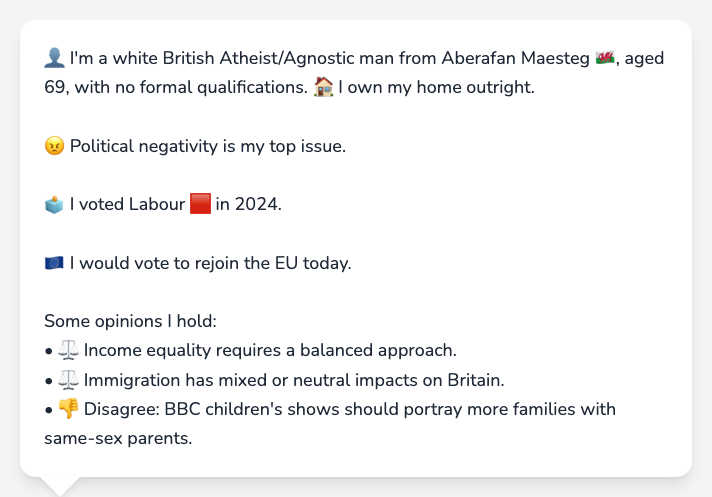 👤 I'm a white British Atheist/Agnostic man from Aberafan Maesteg 🏴󠁧󠁢󠁷󠁬󠁳󠁿, aged
69, with no formal qualifications. 🏠 I own my home outright.
😠 Political negativity is my top issue.
🗳️ I voted Labour 🟥 in 2024.
🇪🇺 I would vote to rejoin the EU today.
Some opinions I hold:
• ⚖️ Income equality requires a balanced approach.
• ⚖️ Immigration has mixed or neutral impacts on Britain.
• 👎 Disagree: BBC children's shows should portray more families with
same-sex parents.